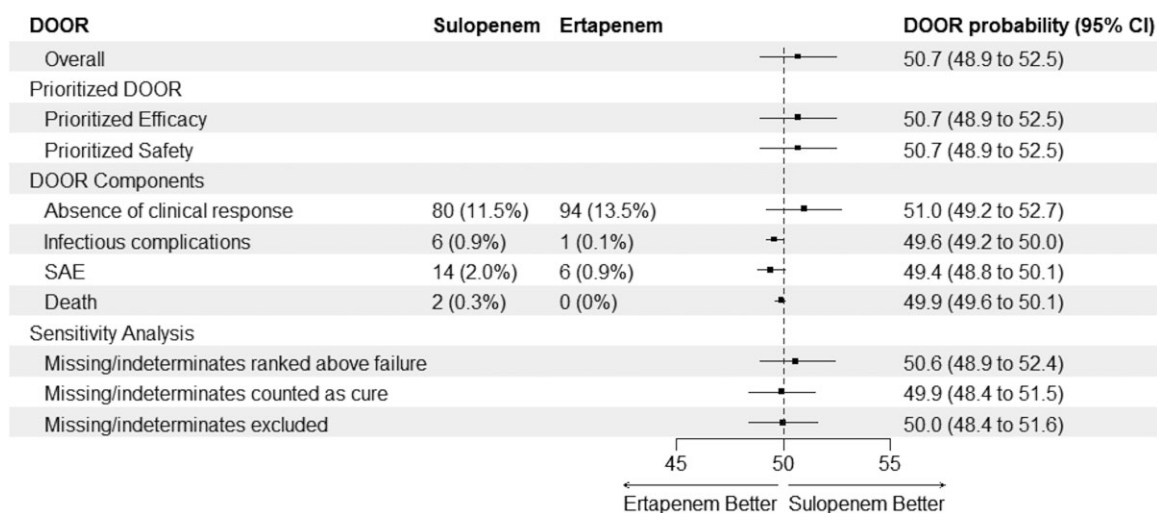 DOOR Sulopenem Ertapenem DOOR probability (95% CI)
Overall 50.7 (48.9 to 52.5)
Prioritized DOOR
Prioritized Efficacy 50.7 (48.9 to 52.5)
Prioritized Safety 50.7 (48.9 to 52.5)
DOOR Components
Absence of clinical response 80 (11.5%) 94 (13.5%) 51.0 (49.2 to 52.7)
Infectious complications 6 (0.9%) 1 (0.1%) 49.6 (49.2 to 50.0)
SAE 14 (2.0%) 6 (0.9%) 49.4 (48.8 to 50.1)
Death 2 (0.3%) 0 (0%) 49.9 (49.6 to 50.1)
Sensitivity Analysis
Missing/indeterminates ranked above failure 50.6 (48.9 to 52.4)
Missing/indeterminates counted as cure 49.9 (48.4 to 51.5)
Missing/indeterminates excluded 50.0 (48.4 to 51.6)
45 50 55
Ertapenem Better Sulopenem Better